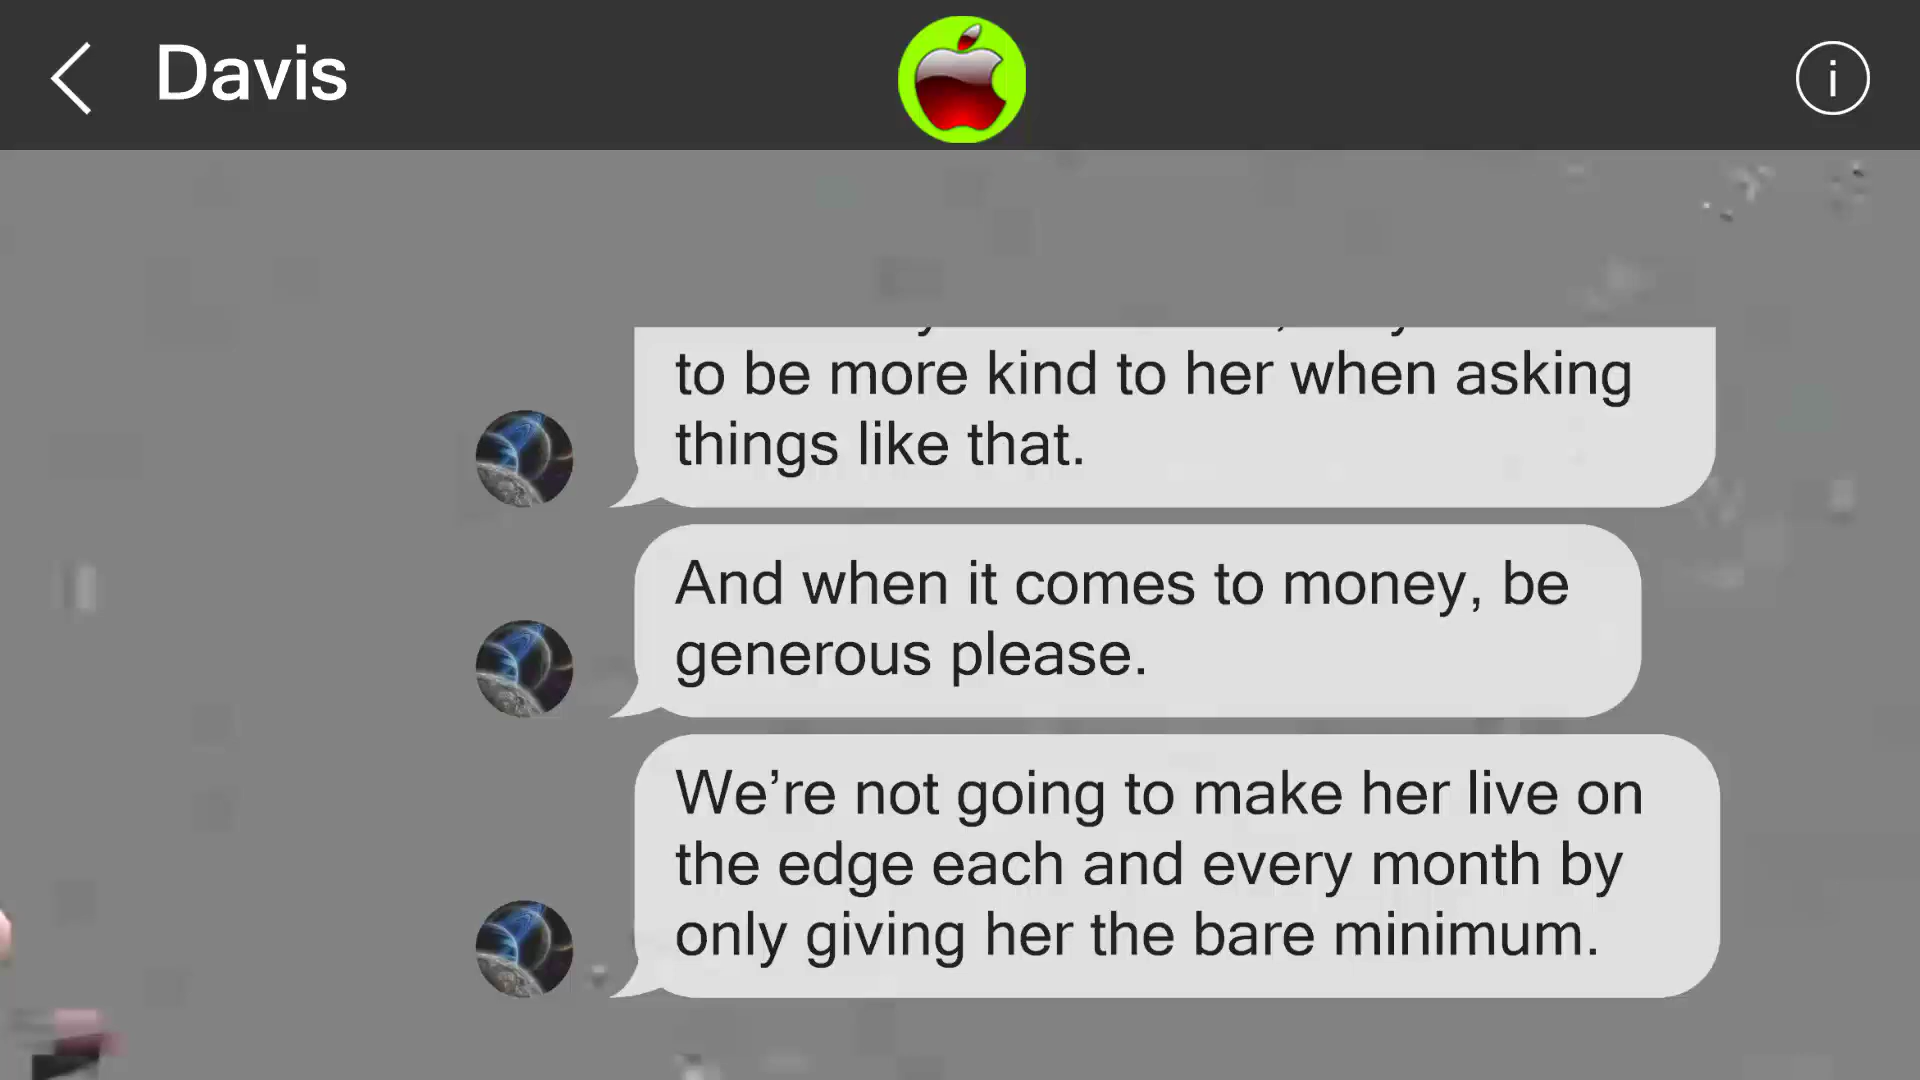 Davis
to be more kind to her when asking
things like that.
And when it comes to money, be
generous please.
We’re not going to make her live on
the edge each and every month by
only giving her the bare minimum.